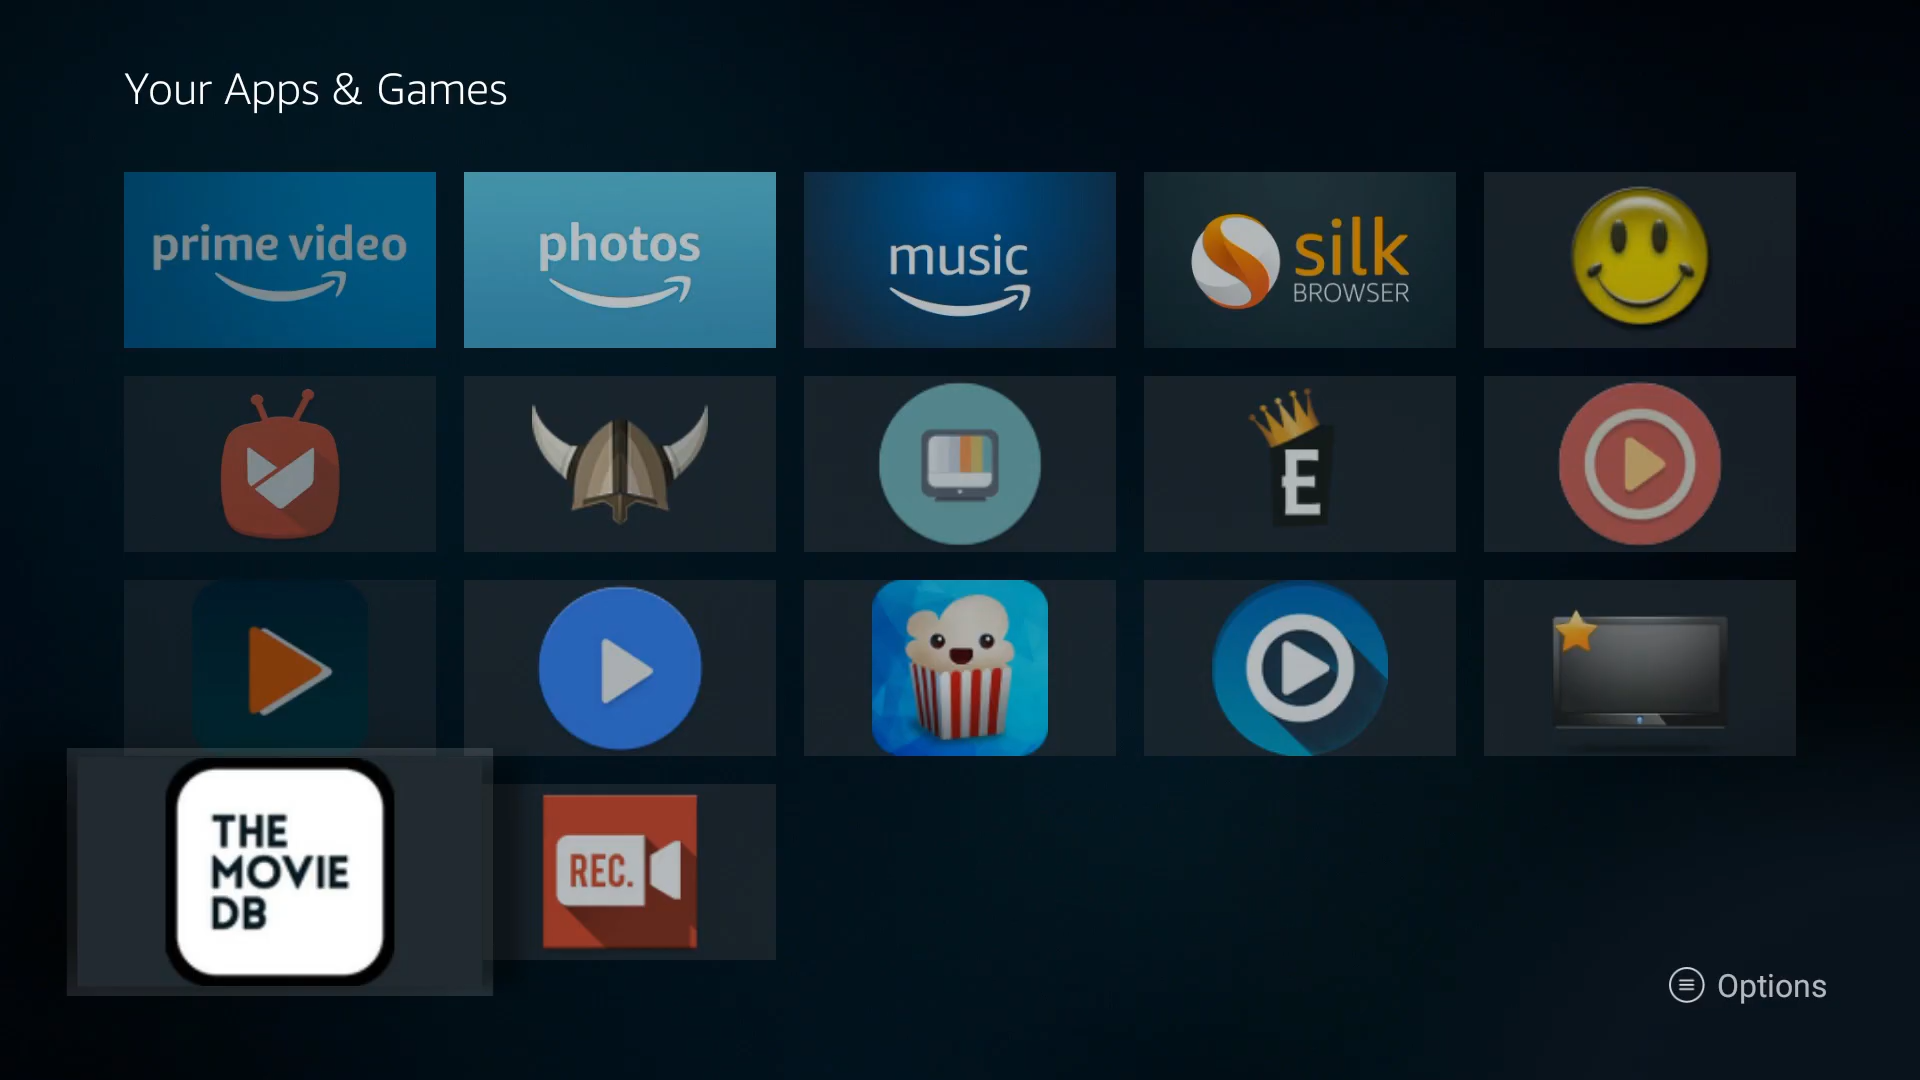 Your Apps & Games
prime video
photos
music
silk
BROWSER
E
THE
MOVIE
DB
REC.
Options